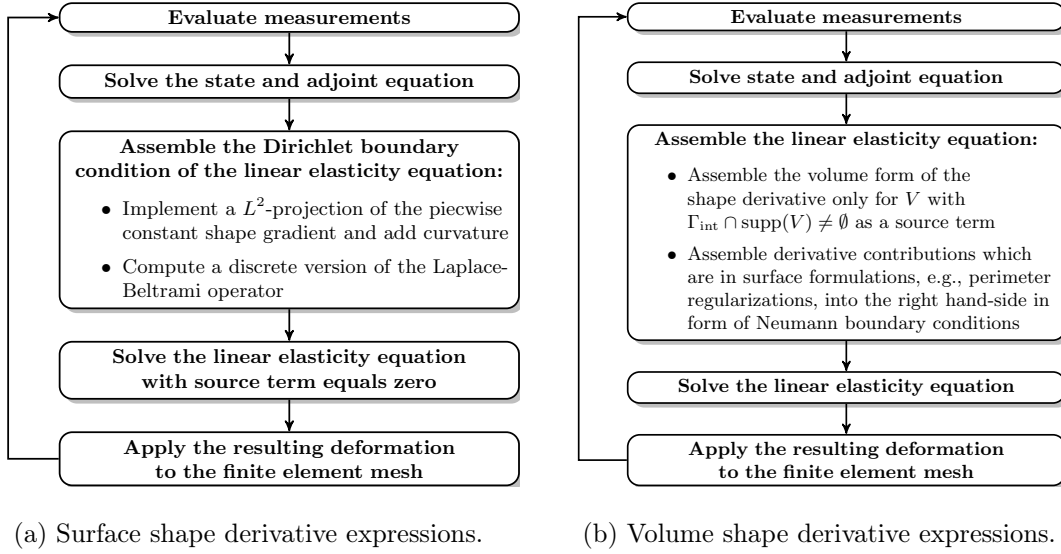 Evaluate measurements
Solve the state and adjoint equation
Assemble the Dirichlet boundary
condition of the linear elasticity equation:
• Implement a L²-projection of the piecwise
constant shape gradient and add curvature
• Compute a discrete version of the Laplace-
Beltrami operator
Solve the linear elasticity equation
with source term equals zero
Apply the resulting deformation
to the finite element mesh
(a) Surface shape derivative expressions.
Evaluate measurements
Solve state and adjoint equation
Assemble the linear elasticity equation:
• Assemble the volume form of the
shape derivative only for V with
Γint ∩ supp(V) ≠ ∅ as a source term
• Assemble derivative contributions which
are in surface formulations, e.g., perimeter
regularizations, into the right hand-side in
form of Neumann boundary conditions
Solve the linear elasticity equation
Apply the resulting deformation
to the finite element mesh
(b) Volume shape derivative expressions.